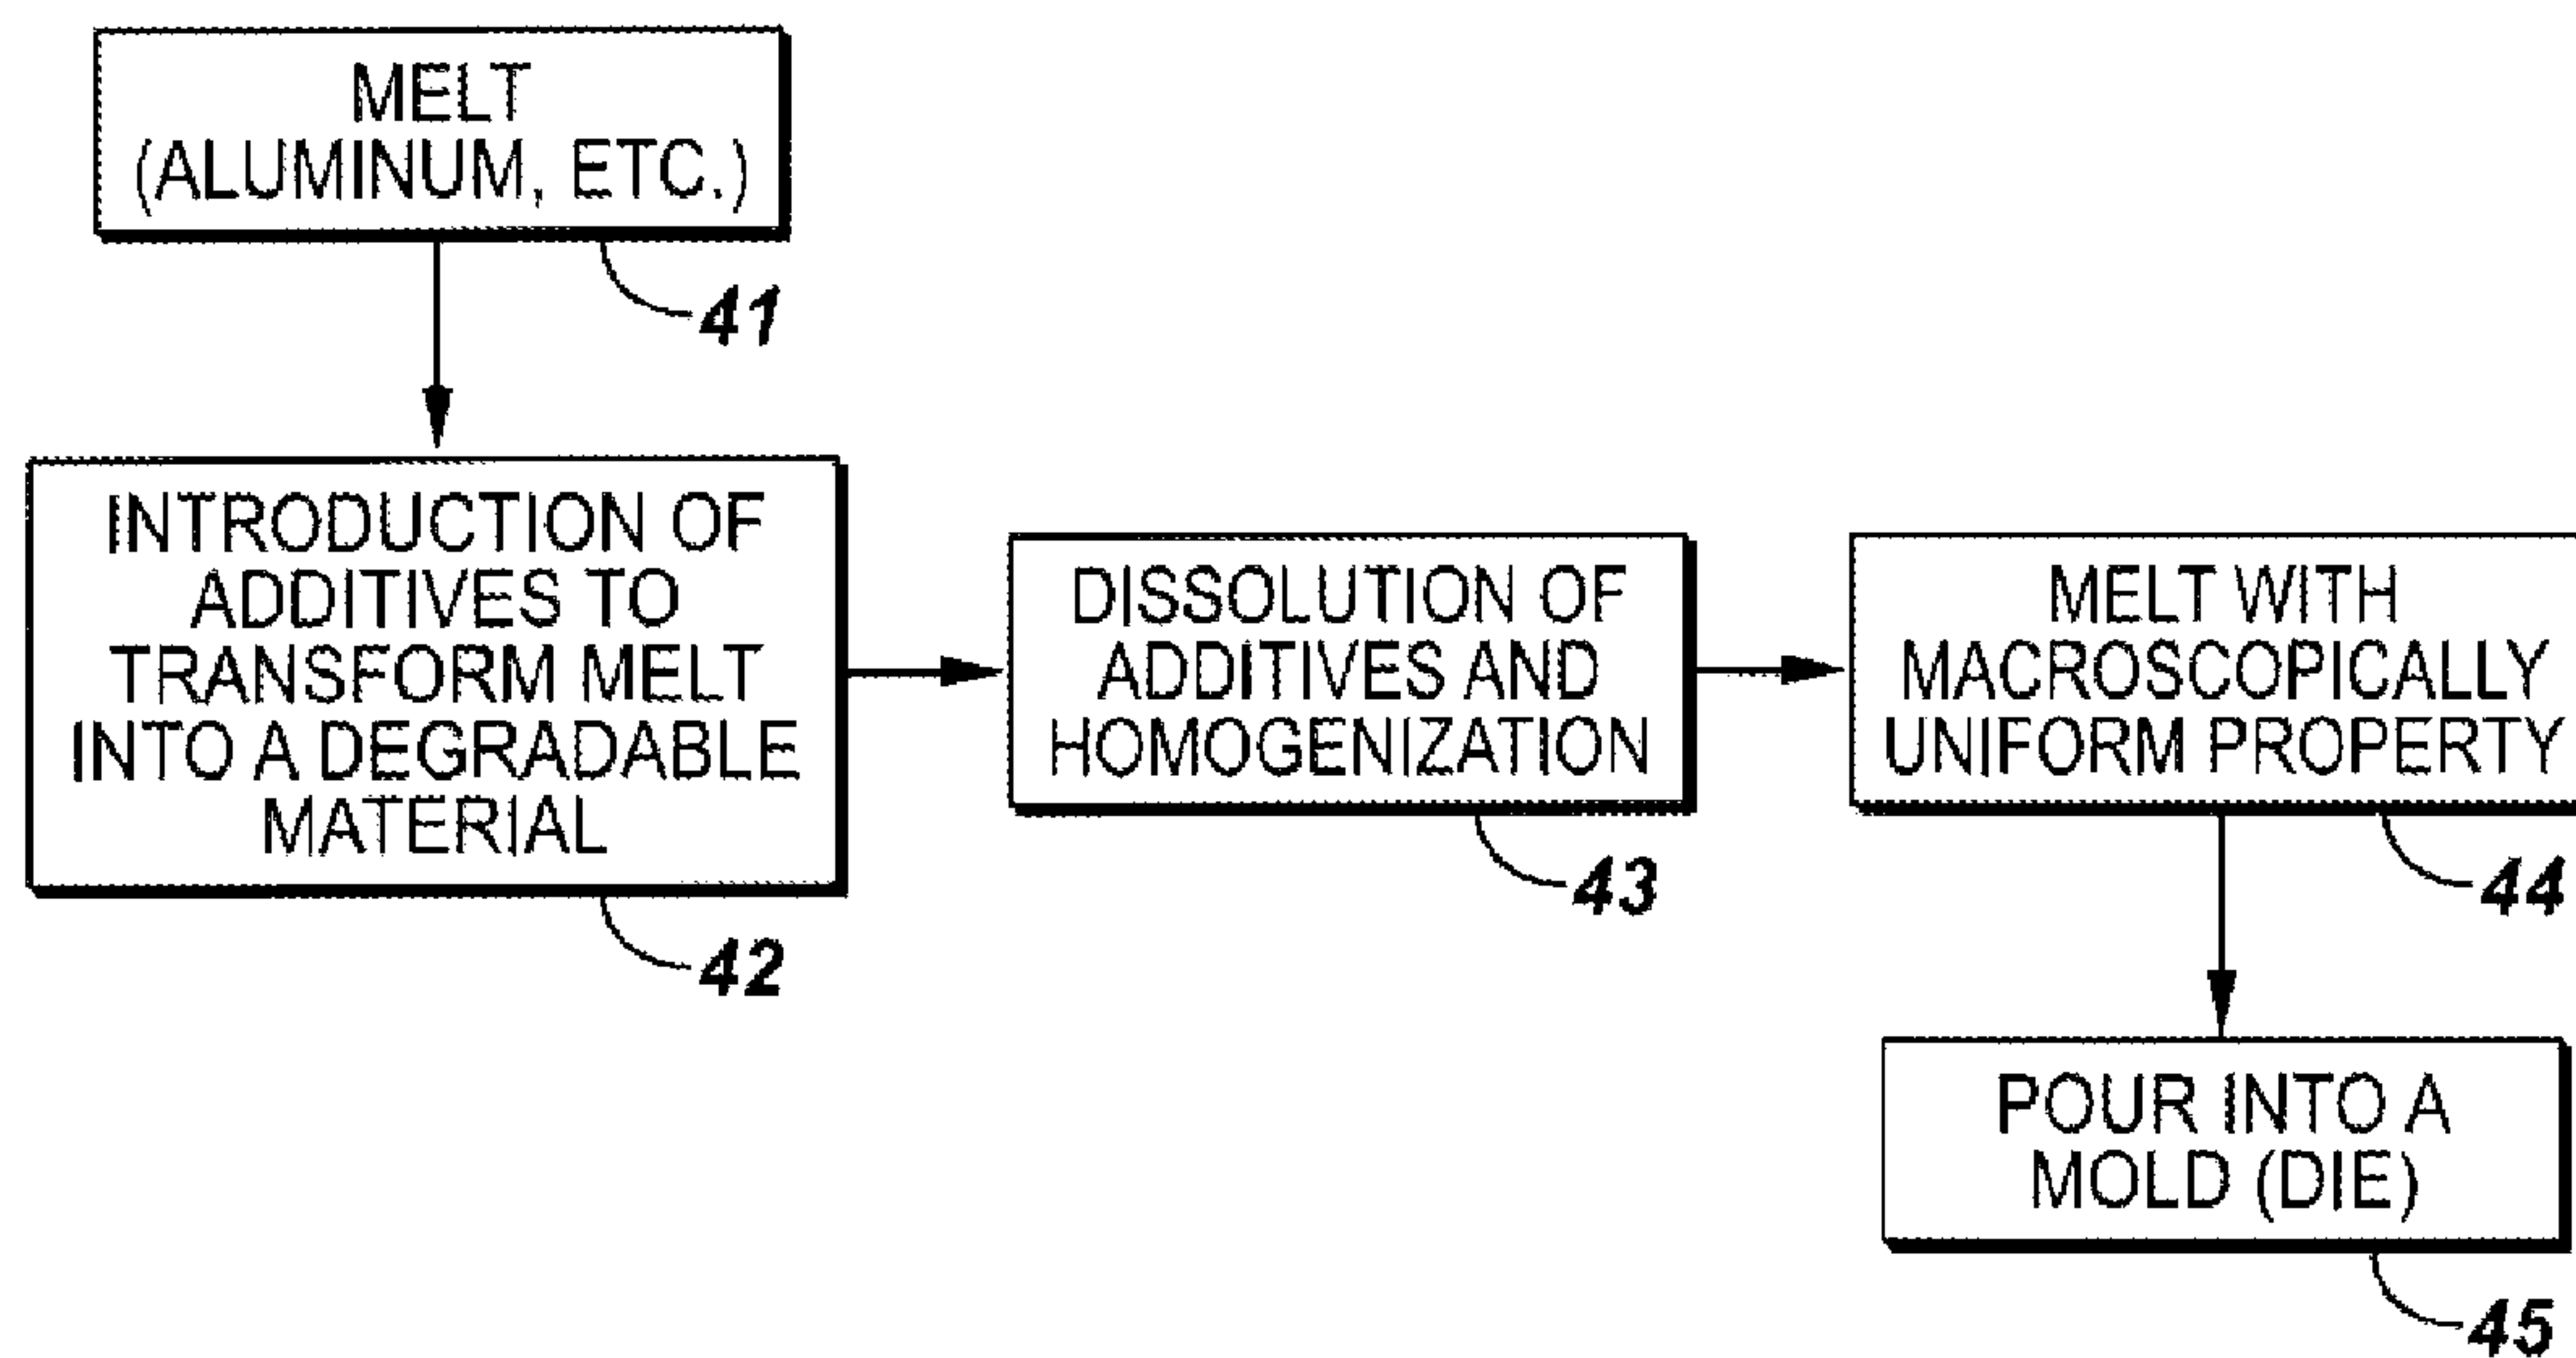 MELT
(ALUMINUM, ETC.)
41
INTRODUCTION OF
ADDITIVES TO
TRANSFORM MELT
INTO A DEGRADABLE
MATERIAL
42
DISSOLUTION OF
ADDITIVES AND
HOMOGENIZATION
43
MELT WITH
MACROSCOPICALLY
UNIFORM PROPERTY
44
POUR INTO A
MOLD (DIE)
45